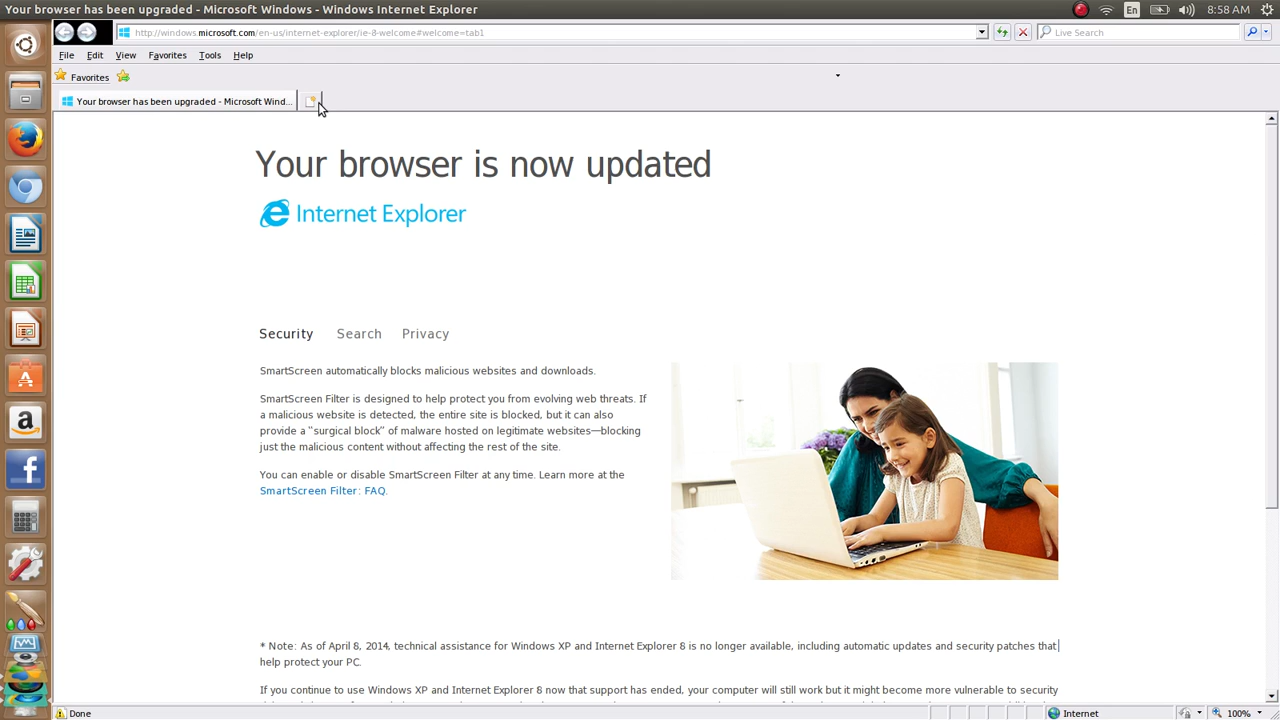 Your browser has been upgraded - Microsoft Windows - Windows Internet Explorer
En
8:58 AM
http://windows.microsoft.com/en-us/internet-explorer/ie-8-welcome#welcome=tab1
Live Search
File Edit View Favorites Tools Help
Favorites
Your browser has been upgraded - Microsoft Wind...
Your browser is now updated
Internet Explorer
Security Search Privacy
SmartScreen automatically blocks malicious websites and downloads.
SmartScreen Filter is designed to help protect you from evolving web threats. If
a malicious website is detected, the entire site is blocked, but it can also
provide a "surgical block" of malware hosted on legitimate websites—blocking
just the malicious content without affecting the rest of the site.
You can enable or disable SmartScreen Filter at any time. Learn more at the
SmartScreen Filter: FAQ.
* Note: As of April 8, 2014, technical assistance for Windows XP and Internet Explorer 8 is no longer available, including automatic updates and security patches that
help protect your PC.
If you continue to use Windows XP and Internet Explorer 8 now that support has ended, your computer will still work but it might become more vulnerable to security
Done
Internet
100%